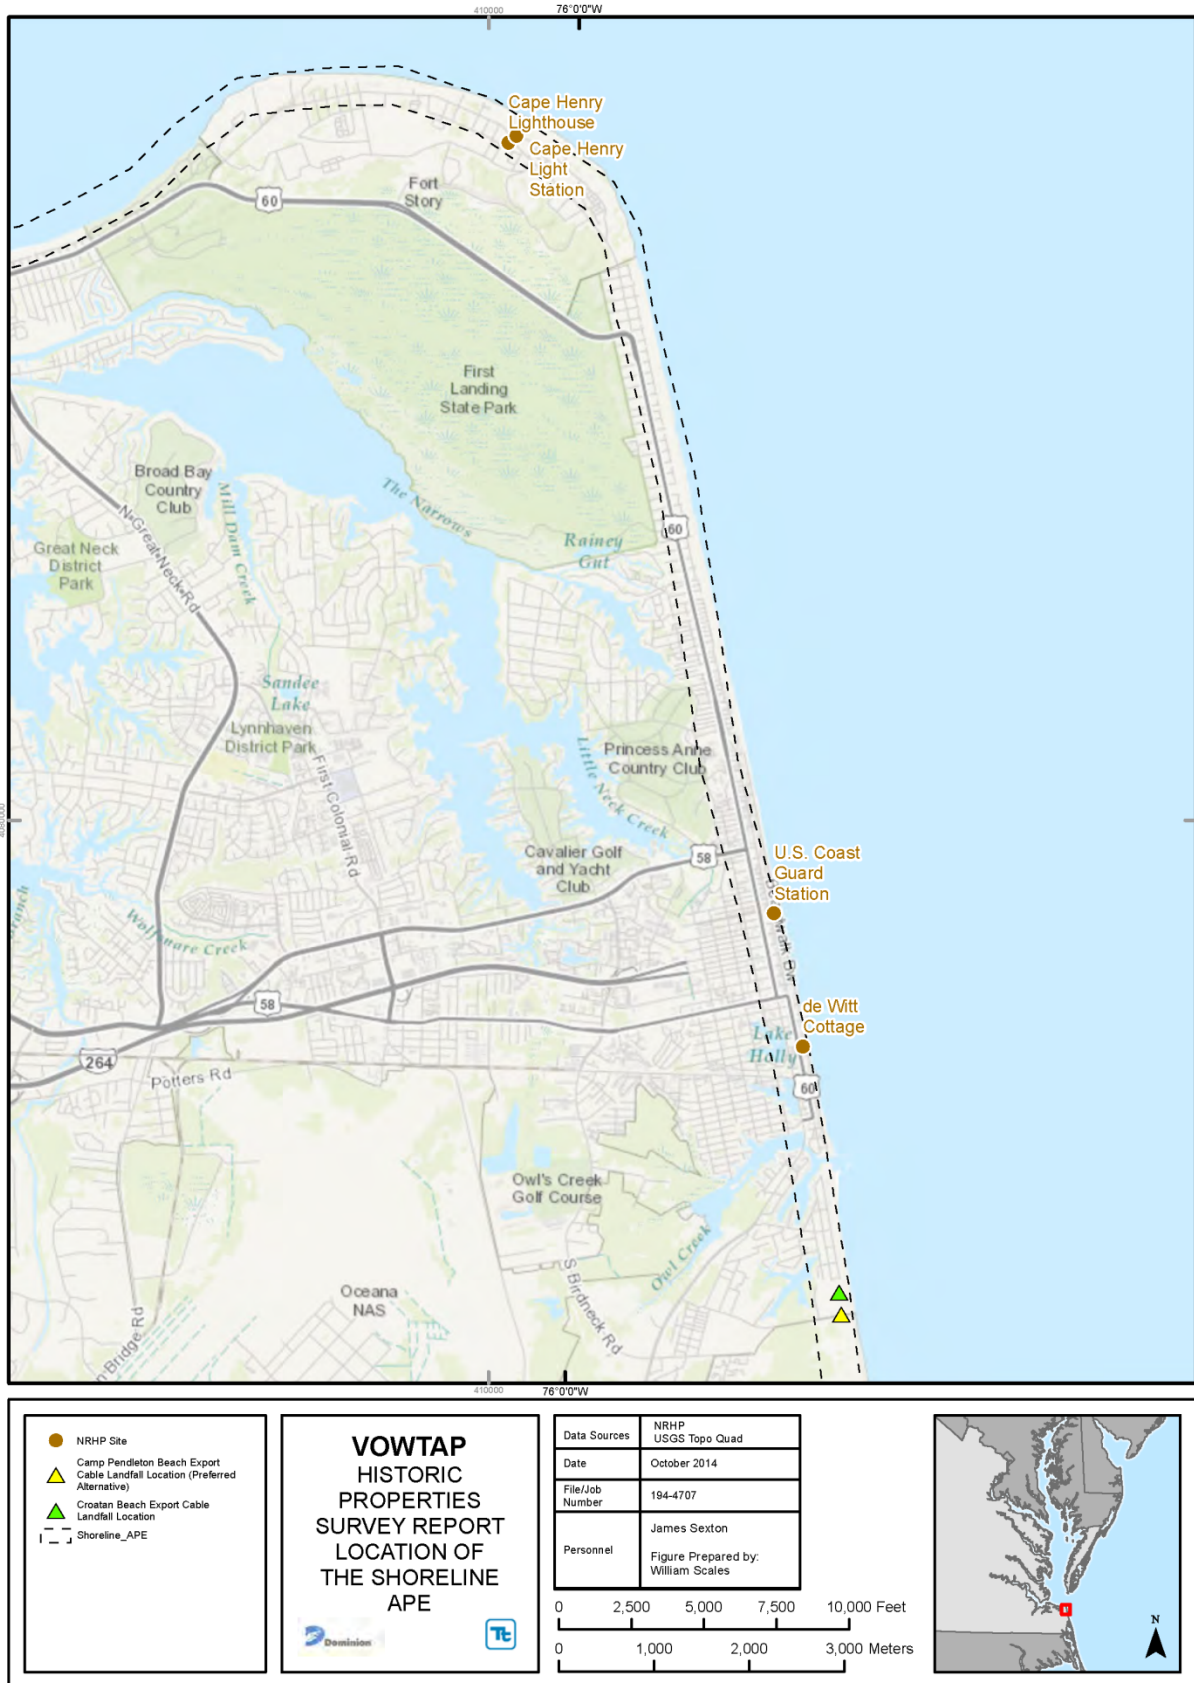 410000
76°0'0"W
Cape Henry
Lighthouse
Cape Henry
Light
Station
Fort
Story
60
First
Landing
State Park
Broad Bay
Country
Club
Mill Dam Creek
The Narrows
60
Rainey
Gut
Great Neck
District
Park
N Great Neck Rd
Sandee
Lake
Lynnhaven
District Park
First Colonial Rd
Little Neck Creek
Princess Anne
Country Club
4080000
U.S. Coast
Guard
Station
58
Cavalier Golf
and Yacht
Club
Branch
Wolfsnare Creek
58
de Witt
Cottage
Lake
Holly
264
60
Potters Rd
Owl's Creek
Golf Course
Owl Creek
S Birdneck Rd
Oceana
NAS
n Bridge Rd
410000
76°0'0"W
NRHP Site
Camp Pendleton Beach Export
Cable Landfall Location (Preferred
Alternative)
Croatan Beach Export Cable
Landfall Location
Shoreline_APE
VOWTAP
HISTORIC
PROPERTIES
SURVEY REPORT
LOCATION OF
THE SHORELINE
APE
Dominion
Tt
Data Sources
NRHP
USGS Topo Quad
Date
October 2014
File/Job
Number
194-4707
Personnel
James Sexton
Figure Prepared by:
William Scales
0 2,500 5,000 7,500 10,000 Feet
0 1,000 2,000 3,000 Meters
N